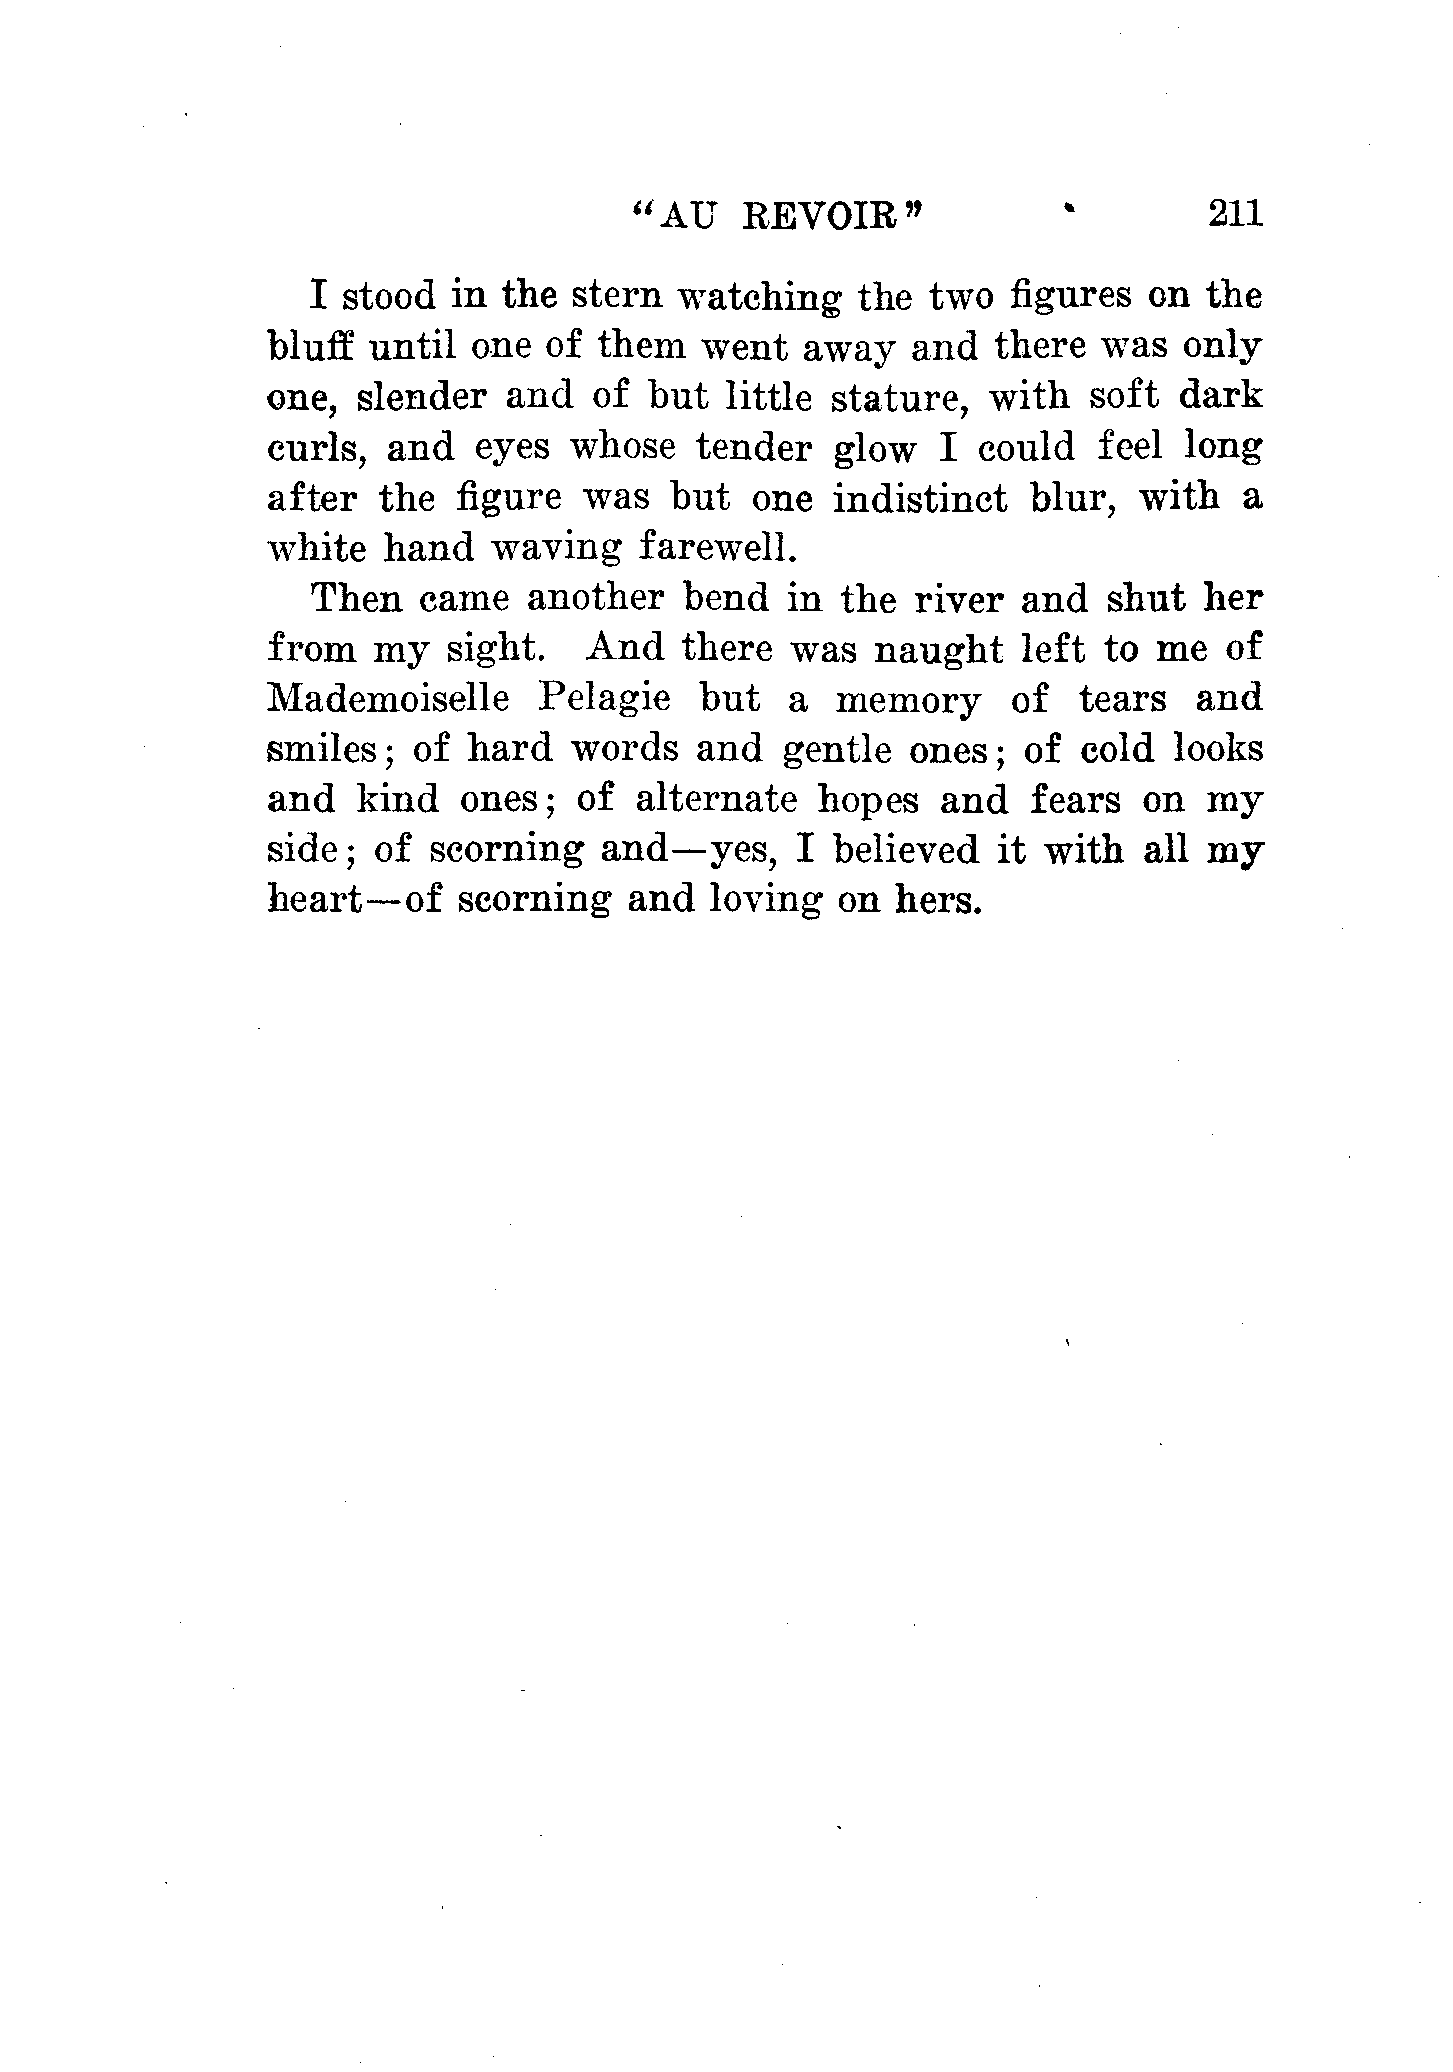 "AU REVOIR" 211
I stood in the stern watching the two figures on the
bluff until one of them went away and there was only
one, slender and of but little stature, with soft dark
curls, and eyes whose tender glow I could feel long
after the figure was but one indistinct blur, with a
white hand waving farewell.
Then came another bend in the river and shut her
from my sight. And there was naught left to me of
Mademoiselle Pelagie but a memory of tears and
smiles; of hard words and gentle ones; of cold looks
and kind ones; of alternate hopes and fears on my
side; of scorning and—yes, I believed it with all my
heart—of scorning and loving on hers.